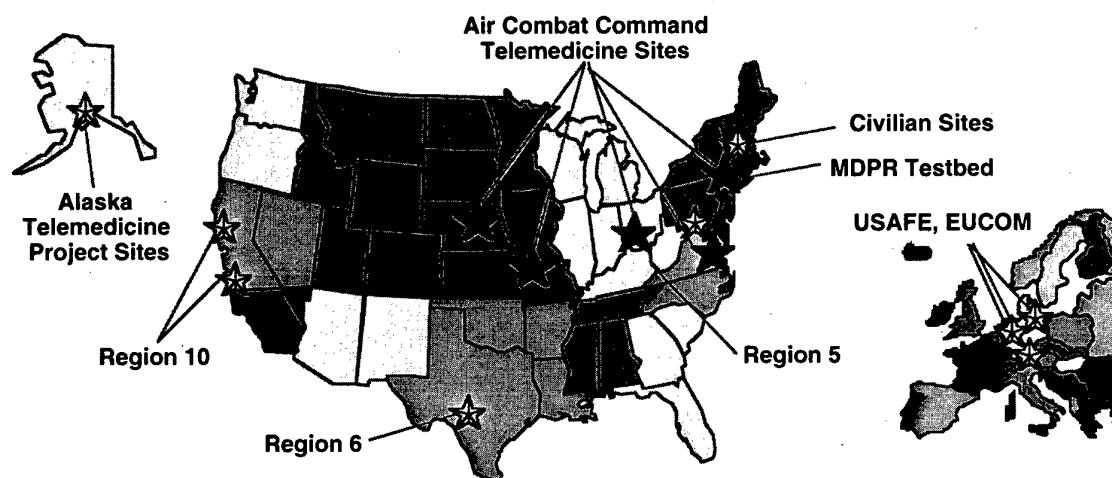 Air Combat Command
Telemedicine Sites
Civilian Sites
MDPR Testbed
Alaska
Telemedicine
Project Sites
USAFE, EUCOM
Region 10
Region 5
Region 6